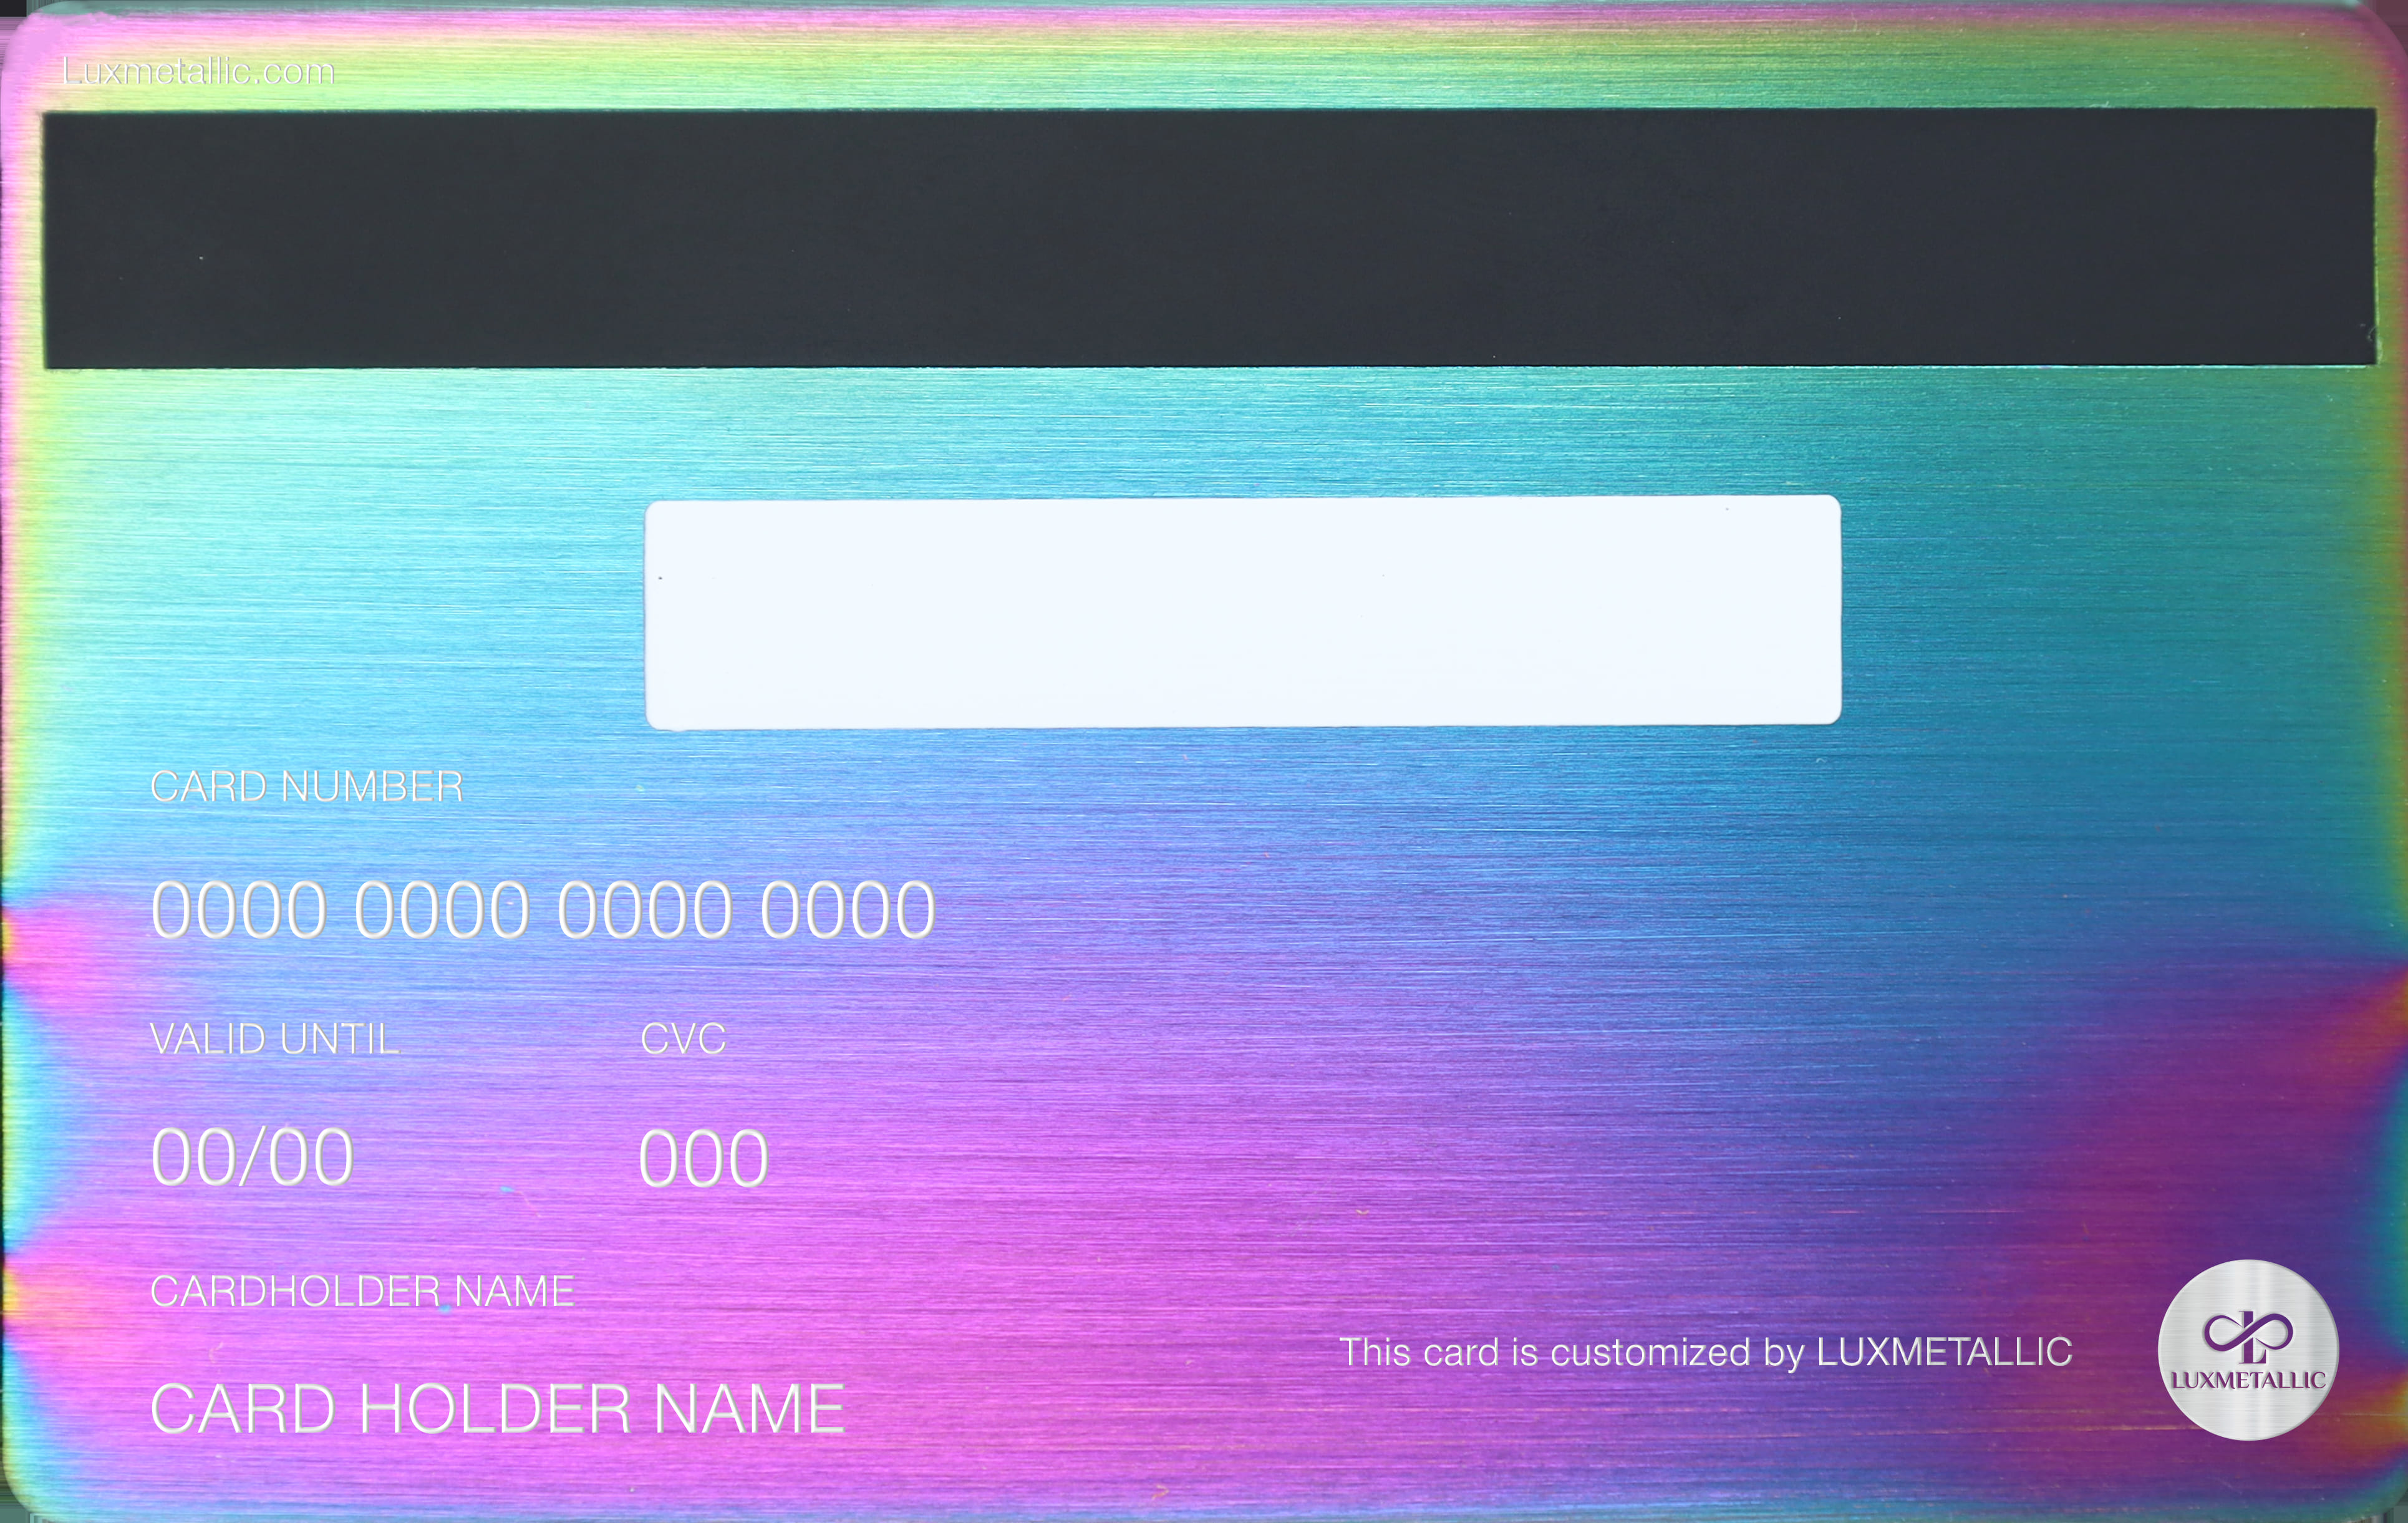 Luxmetallic.com
CARD NUMBER
0000 0000 0000 0000
VALID UNTIL CVC
00/00 000
CARDHOLDER NAME
CARD HOLDER NAME
This card is customized by LUXMETALLIC
LUXMETALLIC